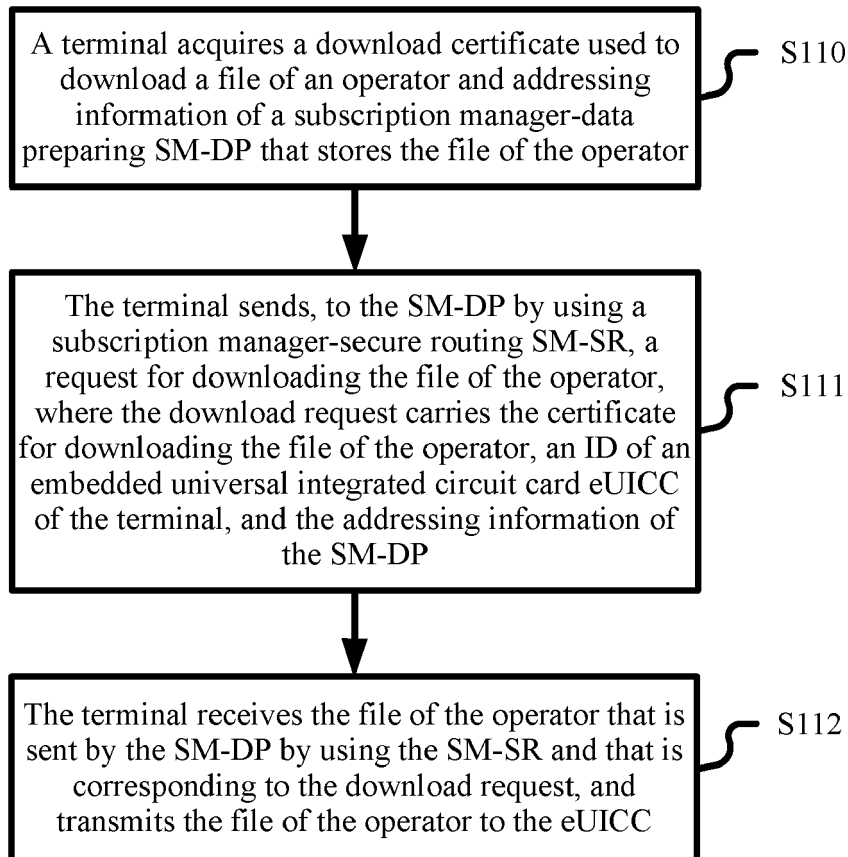 A terminal acquires a download certificate used to
download a file of an operator and addressing
information of a subscription manager-data
preparing SM-DP that stores the file of the operator
S110
The terminal sends, to the SM-DP by using a
subscription manager-secure routing SM-SR, a
request for downloading the file of the operator,
where the download request carries the certificate
for downloading the file of the operator, an ID of an
embedded universal integrated circuit card eUICC
of the terminal, and the addressing information of
the SM-DP
S111
The terminal receives the file of the operator that is
sent by the SM-DP by using the SM-SR and that is
corresponding to the download request, and
transmits the file of the operator to the eUICC
S112